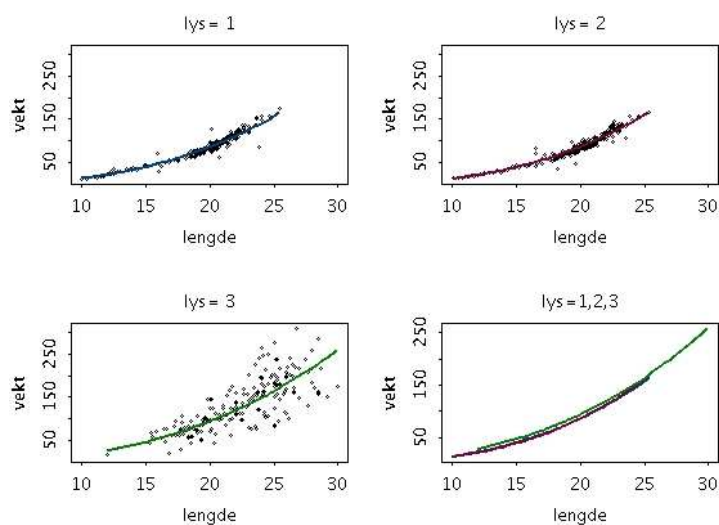 lys = 1
vekt
50 150 250
10 15 20 25 30
lengde
lys = 2
vekt
50 150 250
10 15 20 25 30
lengde
lys = 3
vekt
50 150 250
10 15 20 25 30
lengde
lys =1,2,3
vekt
50 150 250
10 15 20 25 30
lengde